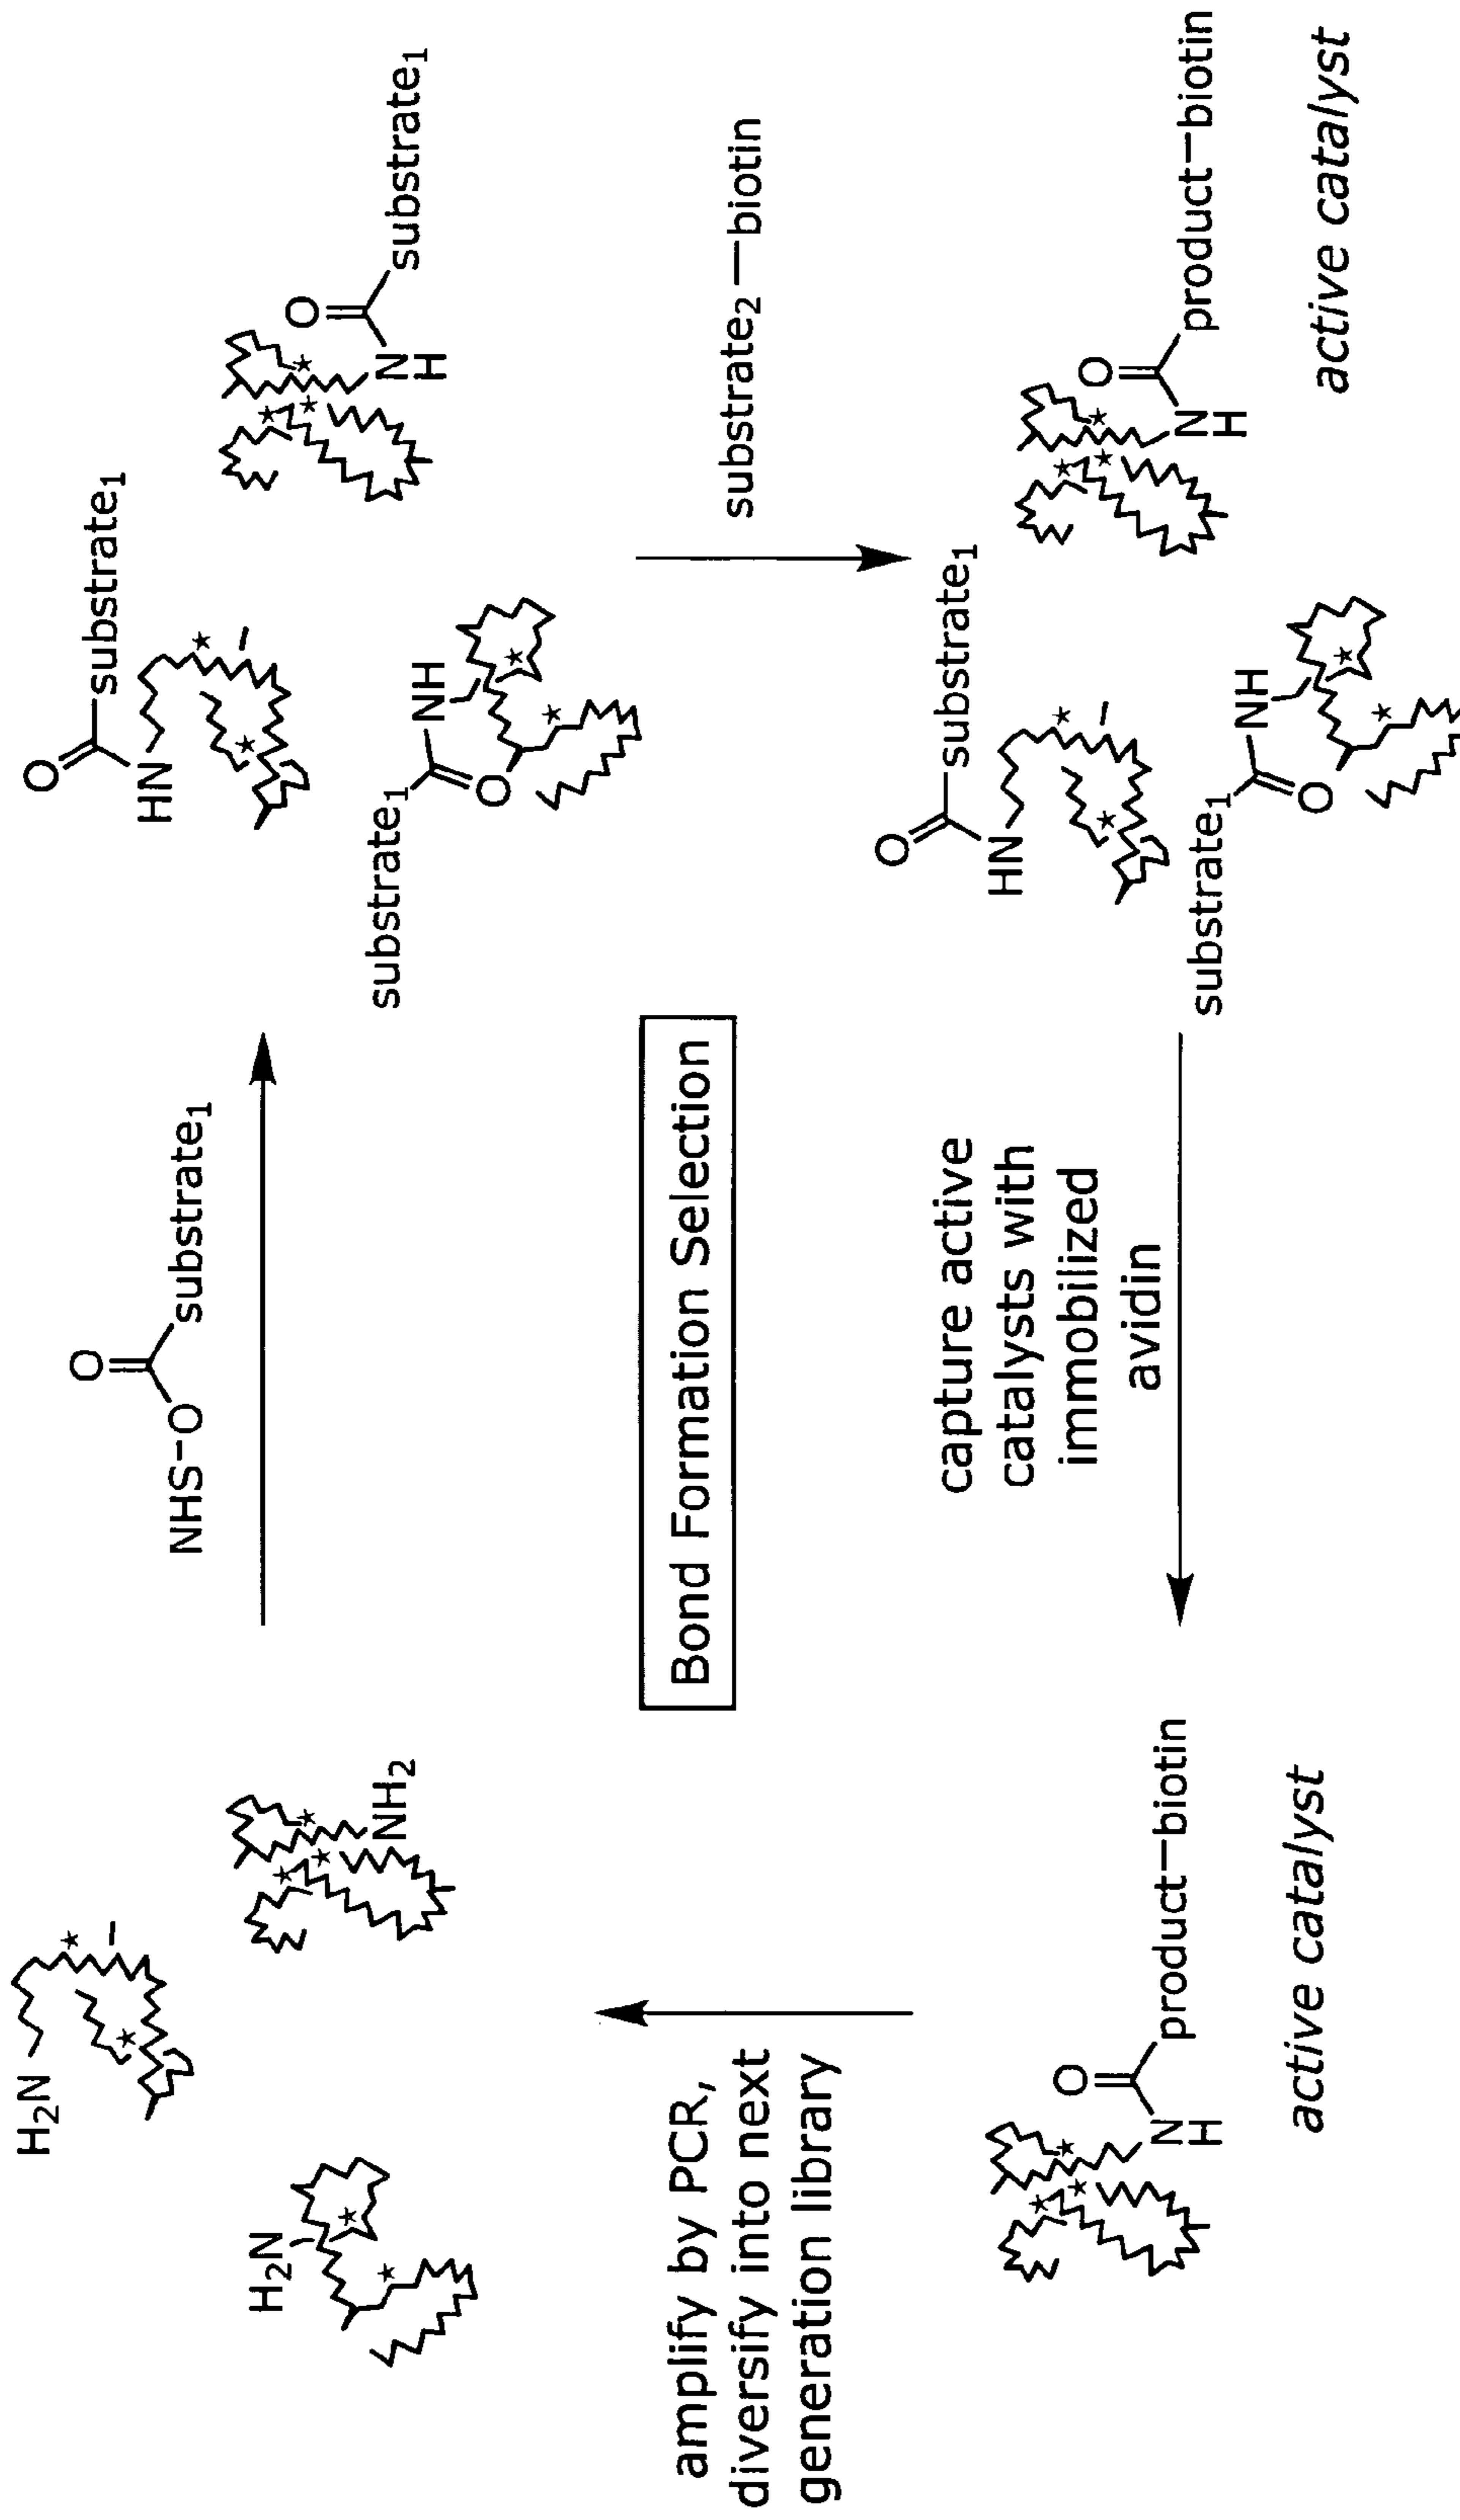 H₂N
H₂N
NH₂
O
NHS–O
substrate₁
O
substrate₁
HN
O
N
H
substrate₁
substrate₁
NH
O
Bond Formation Selection
substrate₂—biotin
O
substrate₁
HN
substrate₁
NH
O
O
N
H
product—biotin
active catalyst
capture active
catalysts with
immobilized
avidin
O
N
H
product—biotin
active catalyst
amplify by PCR,
diversify into next
generation library